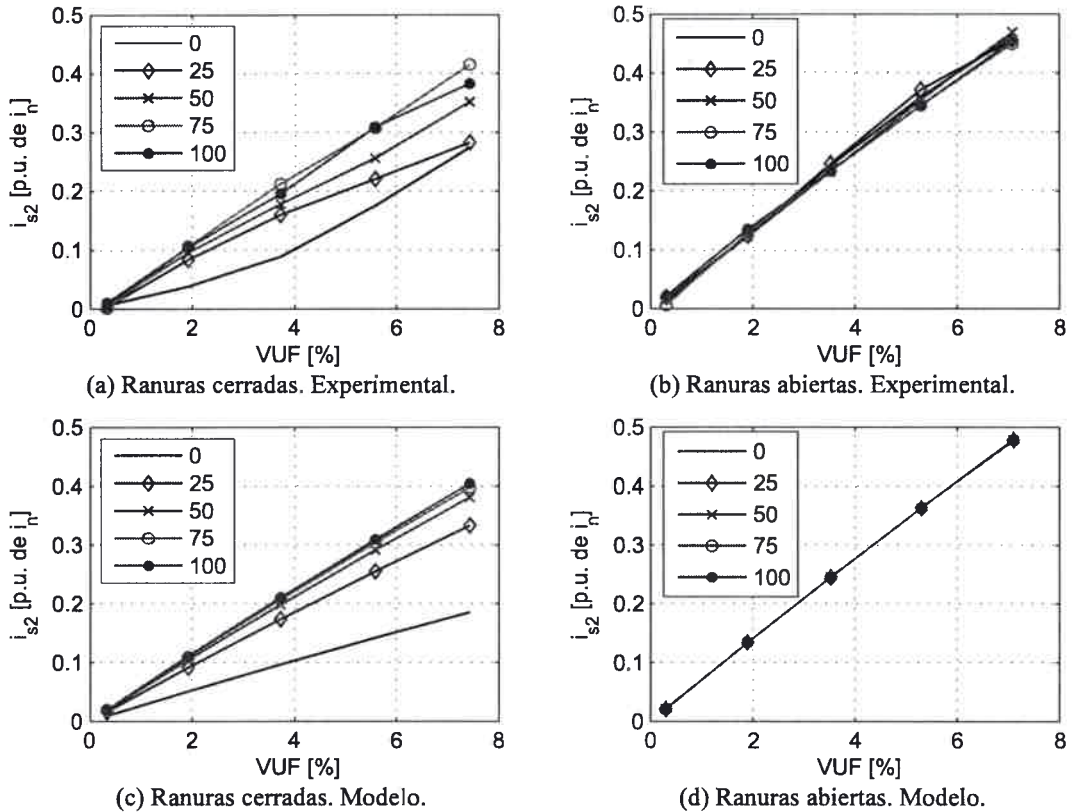 0.5
0.4
0.3
0.2
0.1
0
i_s2 [p.u. de i_n]
0
25
50
75
100
0 2 4 6 8
VUF [%]
(a) Ranuras cerradas. Experimental.
0.5
0.4
0.3
0.2
0.1
0
i_s2 [p.u. de i_n]
0
25
50
75
100
0 2 4 6 8
VUF [%]
(b) Ranuras abiertas. Experimental.
0.5
0.4
0.3
0.2
0.1
0
i_s2 [p.u. de i_n]
0
25
50
75
100
0 2 4 6 8
VUF [%]
(c) Ranuras cerradas. Modelo.
0.5
0.4
0.3
0.2
0.1
0
i_s2 [p.u. de i_n]
0
25
50
75
100
0 2 4 6 8
VUF [%]
(d) Ranuras abiertas. Modelo.